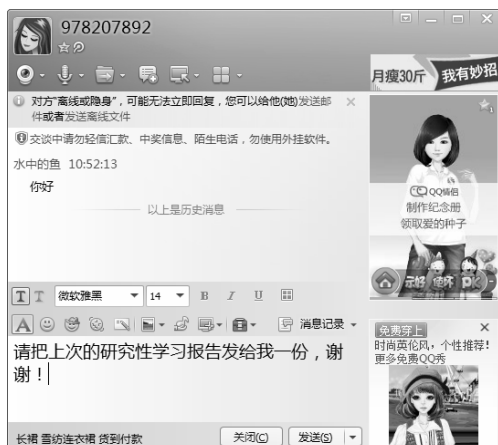 978207892
月瘦30斤 我有妙招
对方"离线或隐身"，可能无法立即回复，您可以给他(她)发送邮
件或者发送离线文件
交谈中请勿轻信汇款、中奖信息、陌生电话，勿使用外挂软件。
水中的鱼 10:52:13
你好
以上是历史消息
QQ情侣
制作纪念册
领取爱的种子
PK
T T 微软雅黑 14 B I U
A 消息记录
请把上次的研究性学习报告发给我一份，谢
谢！
免费穿上
时尚英伦风，个性推荐！
更多免费QQ秀
长裙 雪纺连衣裙 货到付款
关闭(C) 发送(S)